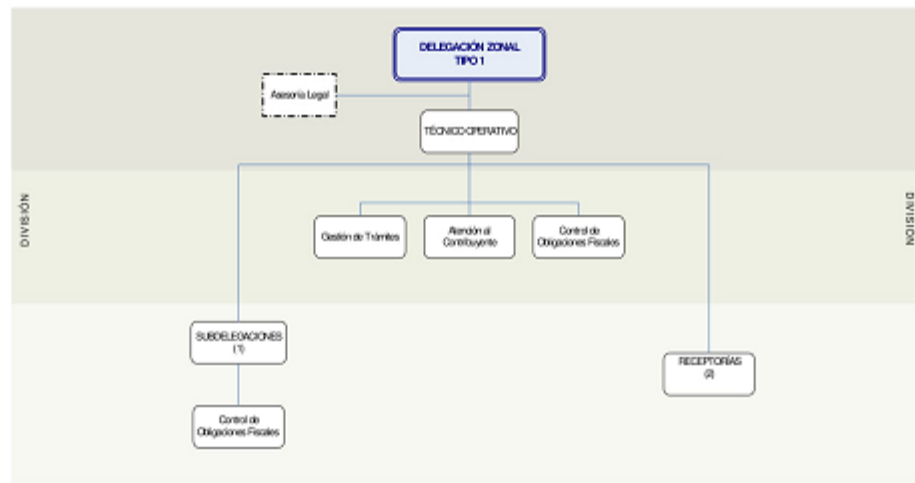 DELEGACIÓN ZONAL
TIPO 1
Asesoría Legal
TÉCNICO OPERATIVO
DIVISIÓN
DIVISION
Gestión de Trámites
Atención al
Contribuyente
Control de
Obligaciones Fiscales
SUBDELEGACIONES
(1)
RECEPTORÍAS
(2)
Control de
Obligaciones Fiscales